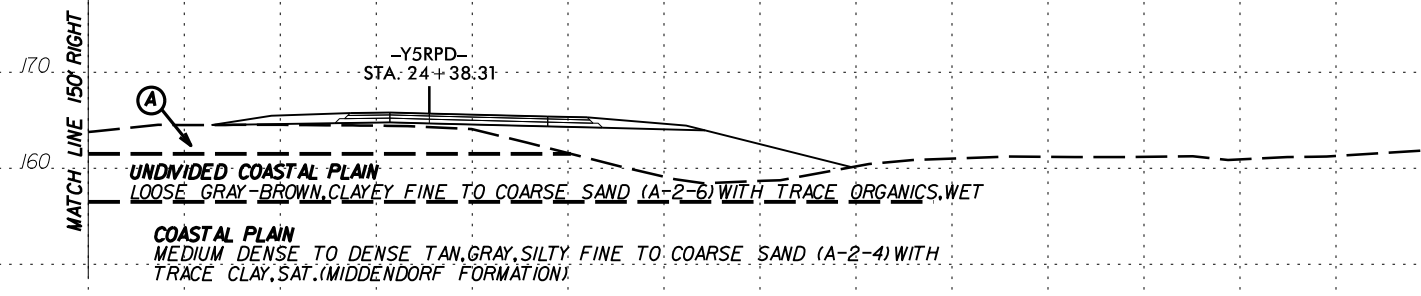 MATCH LINE 150' RIGHT
170
160
-Y5RPD-
STA. 24+38.31
A
UNDIVIDED COASTAL PLAIN
LOOSE GRAY-BROWN, CLAYEY FINE TO COARSE SAND (A-2-6) WITH TRACE ORGANICS, WET
COASTAL PLAIN
MEDIUM DENSE TO DENSE TAN, GRAY, SILTY FINE TO COARSE SAND (A-2-4) WITH
TRACE CLAY, SAT. (MIDDENDORF FORMATION)